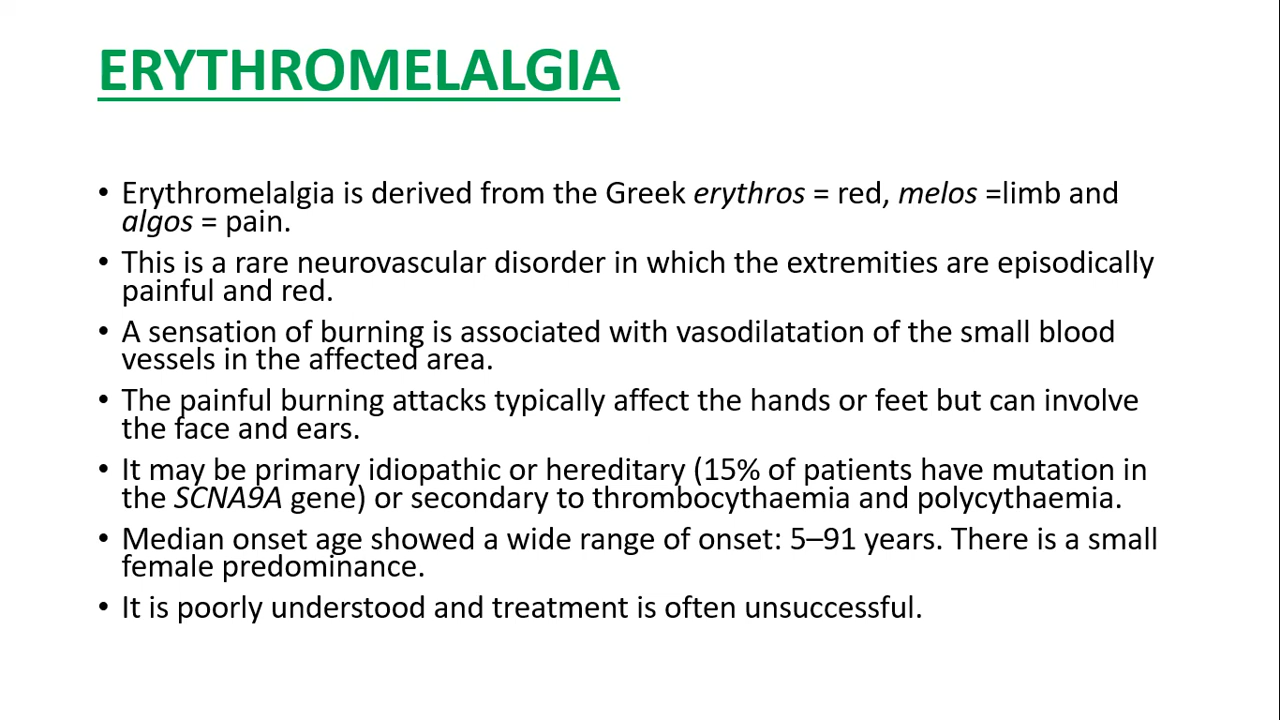 ERYTHROMELALGIA
• Erythromelalgia is derived from the Greek erythros = red, melos =limb and
algos = pain.
• This is a rare neurovascular disorder in which the extremities are episodically
painful and red.
• A sensation of burning is associated with vasodilatation of the small blood
vessels in the affected area.
• The painful burning attacks typically affect the hands or feet but can involve
the face and ears.
• It may be primary idiopathic or hereditary (15% of patients have mutation in
the SCNA9A gene) or secondary to thrombocythaemia and polycythaemia.
• Median onset age showed a wide range of onset: 5–91 years. There is a small
female predominance.
• It is poorly understood and treatment is often unsuccessful.